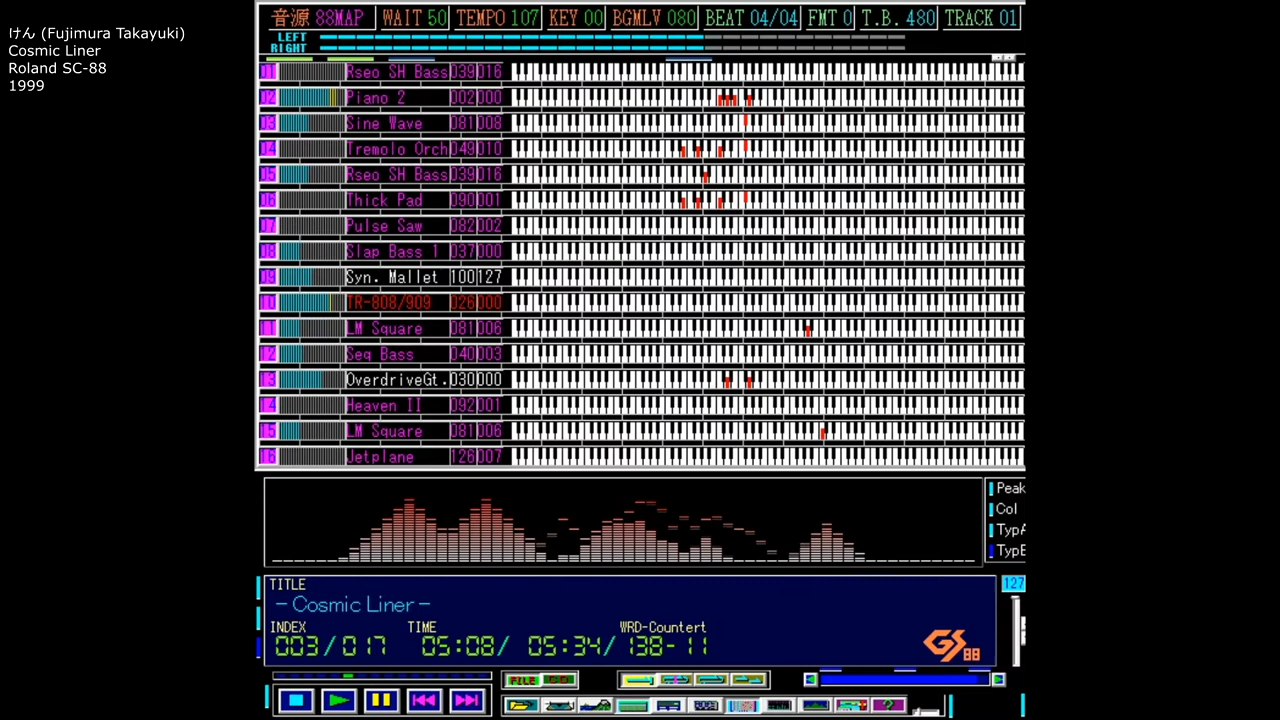 けん (Fujimura Takayuki)
Cosmic Liner
Roland SC-88
1999
音源 88MAP WAIT 50 TEMPO 107 KEY 00 BGMLV 080 BEAT 04/04 FMT 0 T.B. 480 TRACK 01
LEFT
RIGHT
01 Rseo SH Bass 039 016
02 Piano 2 002 000
03 Sine Wave 081 008
04 Tremolo Orch 049 010
05 Rseo SH Bass 039 016
06 Thick Pad 090 001
07 Pulse Saw 082 002
08 Slap Bass 1 037 000
09 Syn. Mallet 100 127
10 TR-808/909 026 000
11 LM Square 081 006
12 Seq Bass 040 003
13 OverdriveGt. 030 000
14 Heaven II 092 001
15 LM Square 081 006
16 Jetplane 126 007
Peak
Col
TypA
TypB
TITLE
127
-Cosmic Liner-
INDEX TIME WRD-Countert
003/017 05:08/ 05:34/ 138-11
GS 88
FILE CD